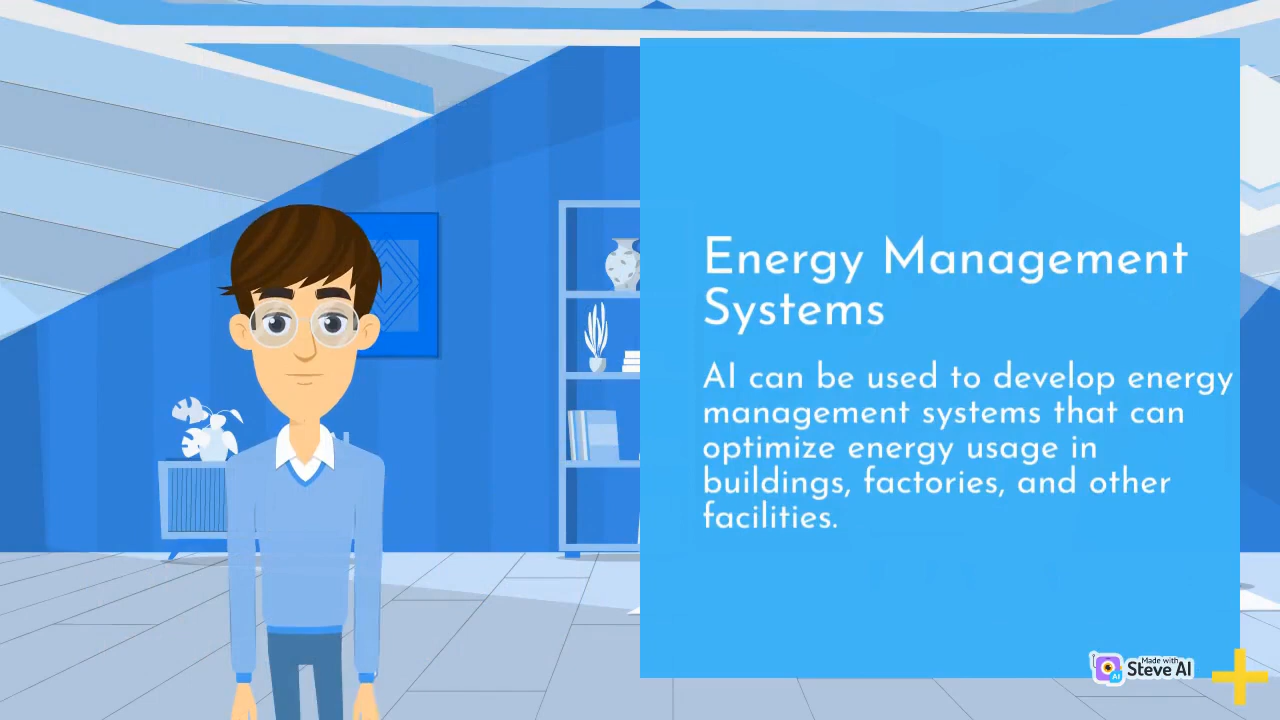 Energy Management
Systems
AI can be used to develop energy
management systems that can
optimize energy usage in
buildings, factories, and other
facilities.
Made with
Steve AI
AI